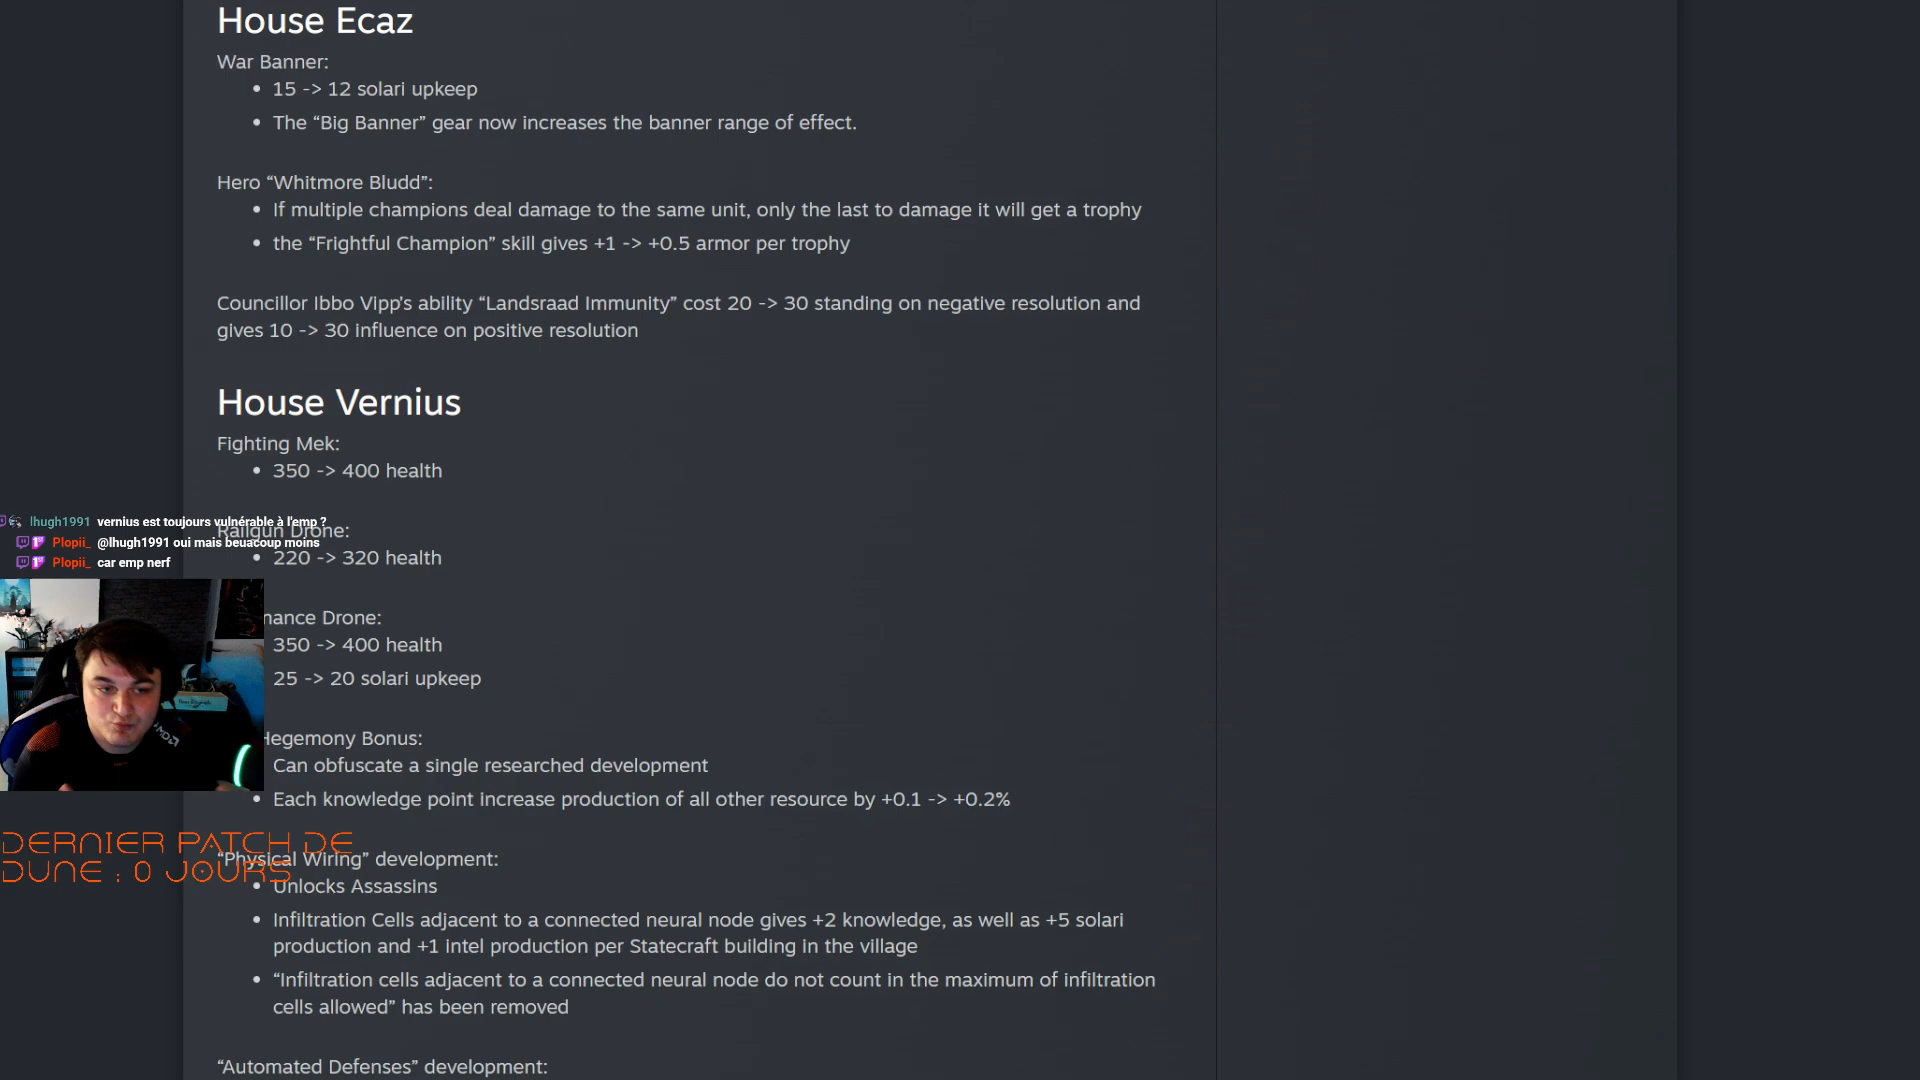 House Ecaz
War Banner:
• 15 -> 12 solari upkeep
• The “Big Banner” gear now increases the banner range of effect.
Hero “Whitmore Bludd”:
• If multiple champions deal damage to the same unit, only the last to damage it will get a trophy
• the “Frightful Champion” skill gives +1 -> +0.5 armor per trophy
Councillor Ibbo Vipp’s ability “Landsraad Immunity” cost 20 -> 30 standing on negative resolution and
gives 10 -> 30 influence on positive resolution
House Vernius
Fighting Mek:
• 350 -> 400 health
lhugh1991 vernius est toujours vulnérable à l'emp ?
Railgun Drone:
Plopii_ @lhugh1991 oui mais beuacoup moins
• 220 -> 320 health
Plopii_ car emp nerf
nance Drone:
350 -> 400 health
25 -> 20 solari upkeep
Hegemony Bonus:
Can obfuscate a single researched development
• Each knowledge point increase production of all other resource by +0.1 -> +0.2%
DERNIER PATCH DE
DUNE : 0 JOURS
“Physical Wiring” development:
• Unlocks Assassins
• Infiltration Cells adjacent to a connected neural node gives +2 knowledge, as well as +5 solari
production and +1 intel production per Statecraft building in the village
• “Infiltration cells adjacent to a connected neural node do not count in the maximum of infiltration
cells allowed” has been removed
“Automated Defenses” development: